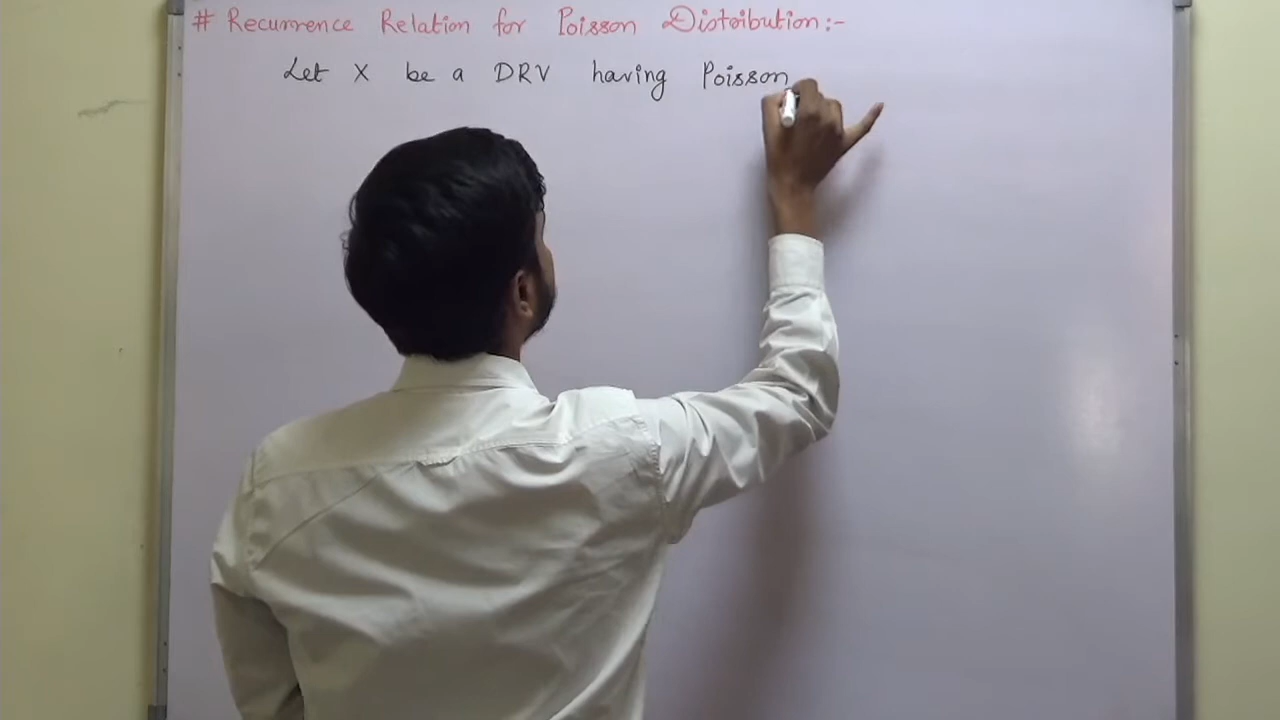 # Recurrence Relation for Poisson Distribution:-
Let X be a DRV having Poisson